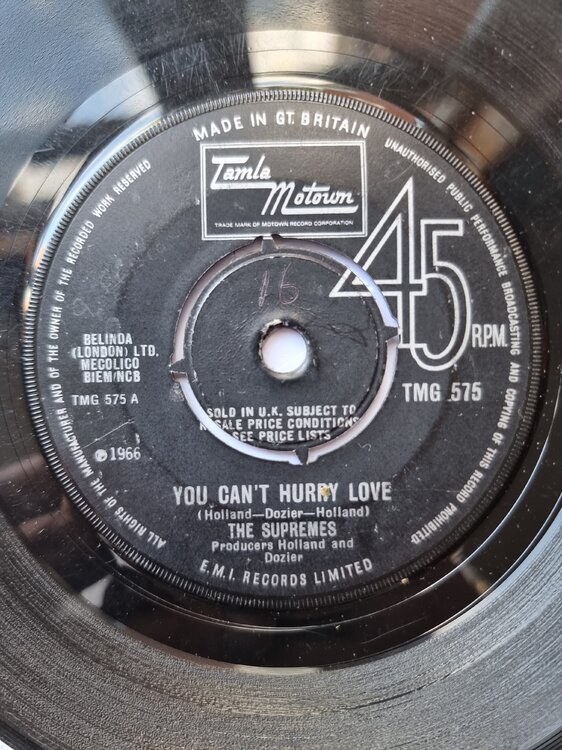 MADE IN GT. BRITAIN
UNAUTHORISED PUBLIC PERFORMANCE BROADCASTING AND COPYING OF THIS RECORD PROHIBITED.
ALL RIGHTS OF THE MANUFACTURER AND OF THE OWNER OF THE RECORDED WORK RESERVED
Tamla
Motown
TRADE MARK OF MOTOWN RECORD CORPORATION
45
R.P.M.
16
BELINDA
(LONDON) LTD.
MECOLICO
BIEM/NCB
TMG 575 A
TMG 575
℗ 1966
SOLD IN U.K. SUBJECT TO
RESALE PRICE CONDITIONS
SEE PRICE LISTS
YOU CAN'T HURRY LOVE
(Holland—Dozier—Holland)
THE SUPREMES
Producers Holland and
Dozier
E.M.I. RECORDS LIMITED